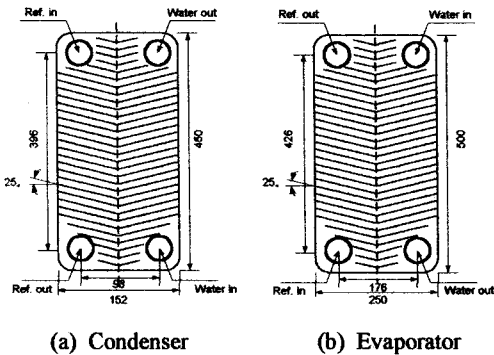 Ref. in
Water out
396
450
25°
Ref. out
98
Water in
152
(a) Condenser
Ref. out
Water in
426
500
25°
Ref. in
176
Water out
250
(b) Evaporator